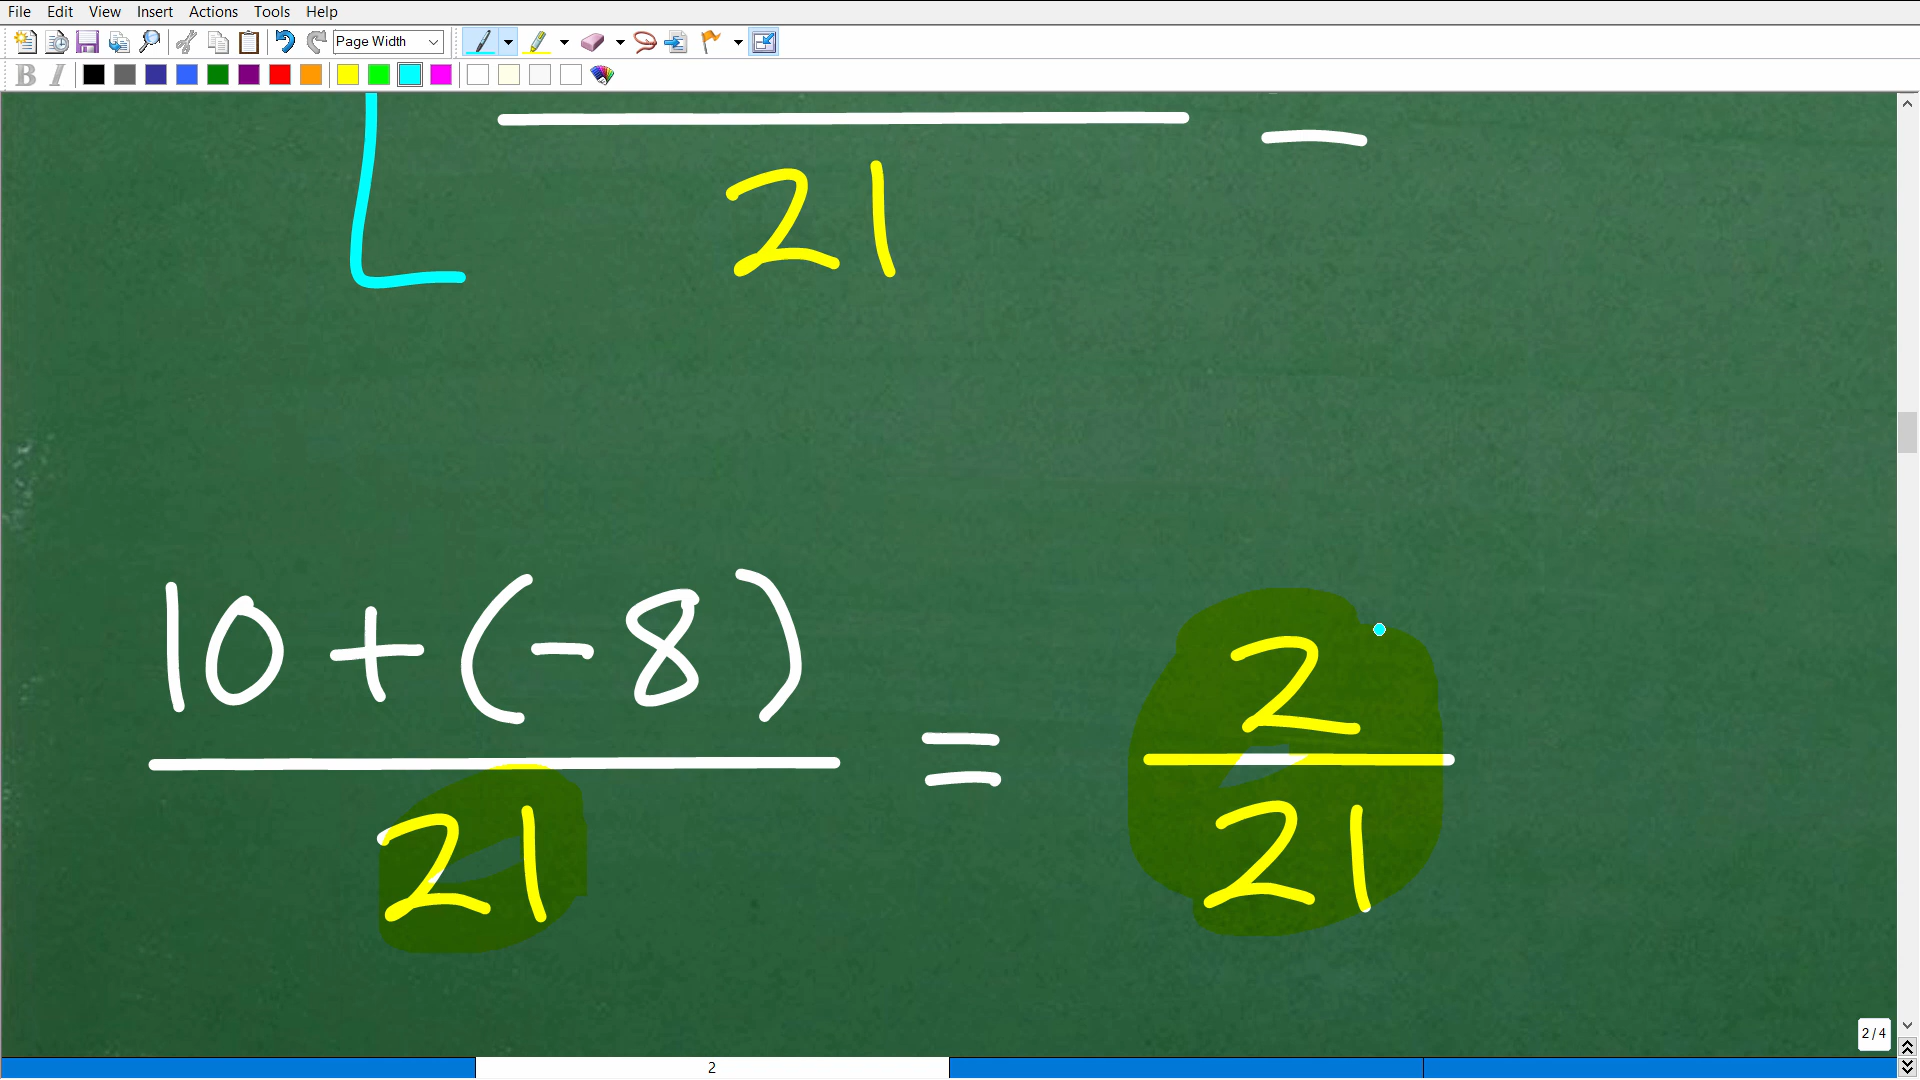 File Edit View Insert Actions Tools Help
Page Width
B I
21
10 + (-8)
21
=
2
21
2 / 4
2